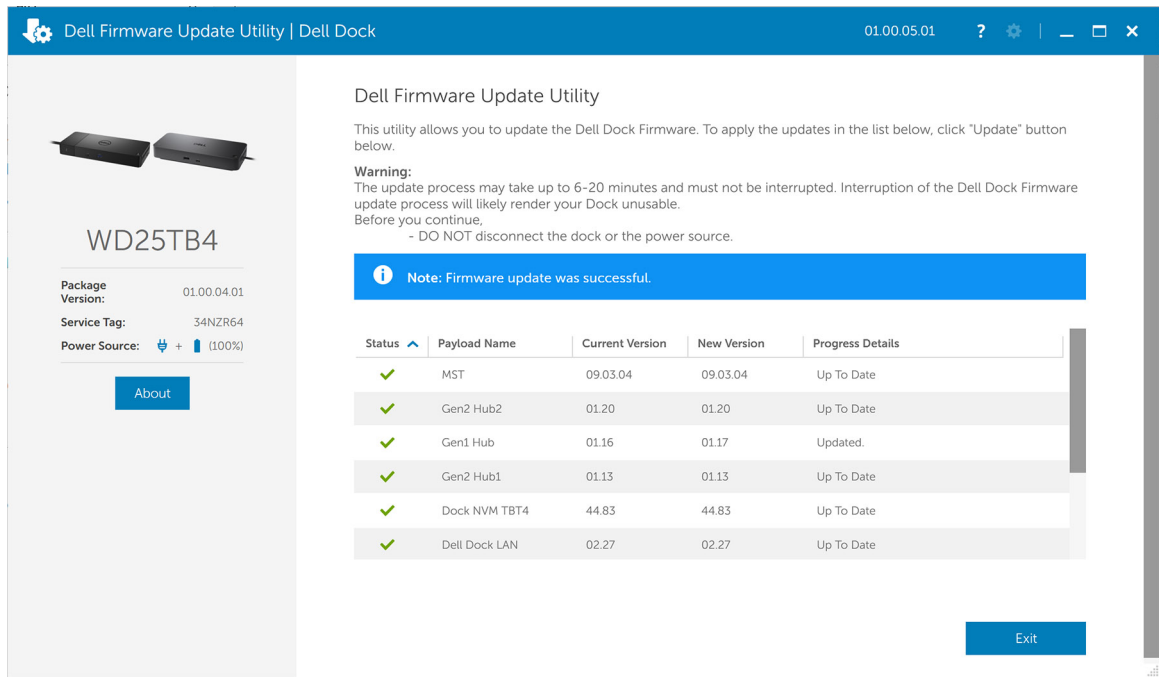 Dell Firmware Update Utility | Dell Dock
01.00.05.01
?
WD25TB4
Package Version: 01.00.04.01
Service Tag: 34NZR64
Power Source: + (100%)
About
Dell Firmware Update Utility
This utility allows you to update the Dell Dock Firmware. To apply the updates in the list below, click "Update" button
below.
Warning:
The update process may take up to 6-20 minutes and must not be interrupted. Interruption of the Dell Dock Firmware
update process will likely render your Dock unusable.
Before you continue,
- DO NOT disconnect the dock or the power source.
Note: Firmware update was successful.
Status Payload Name Current Version New Version Progress Details
MST 09.03.04 09.03.04 Up To Date
Gen2 Hub2 01.20 01.20 Up To Date
Gen1 Hub 01.16 01.17 Updated.
Gen2 Hub1 01.13 01.13 Up To Date
Dock NVM TBT4 44.83 44.83 Up To Date
Dell Dock LAN 02.27 02.27 Up To Date
Exit